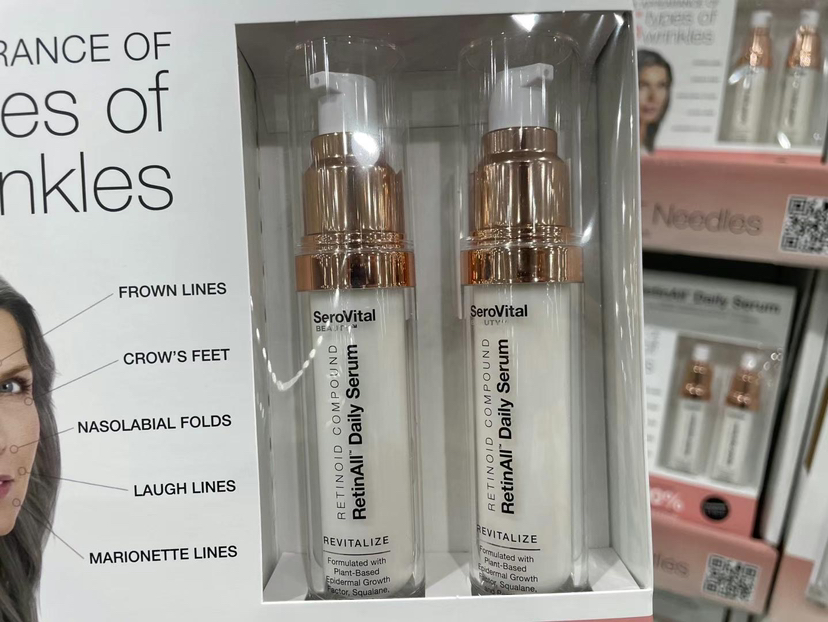 RANCE OF
es of
nkles
FROWN LINES
CROW'S FEET
NASOLABIAL FOLDS
LAUGH LINES
MARIONETTE LINES
SeroVital
RETINOID COMPOUND
RetinAll™ Daily Serum
REVITALIZE
Formulated with
Plant-Based
Epidermal Growth
Factor, Squalane,
SeroVital
RETINOID COMPOUND
RetinAll™ Daily Serum
REVITALIZE
Formulated with
Plant-Based
Epidermal Growth
Factor, Squalane,
types of
wrinkles
Needles
RetinAll Daily Serum